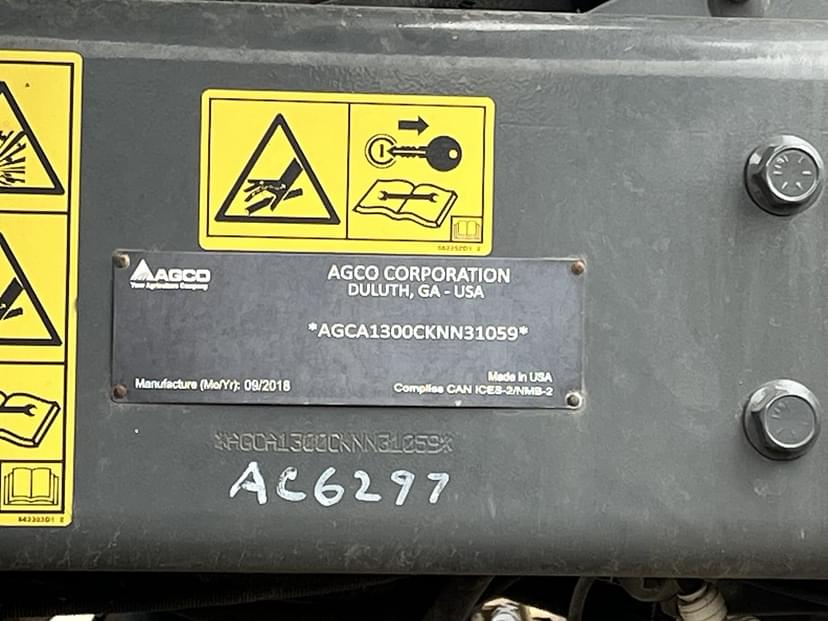 AGCO
Your Agriculture Company
AGCO CORPORATION
DULUTH, GA - USA
*AGCA1300CKNN31059*
Manufacture (Mo/Yr): 09/2018
Made in USA
Complies CAN ICES-2/NMB-2
*AGCA1300CKNN31059*
AC6297